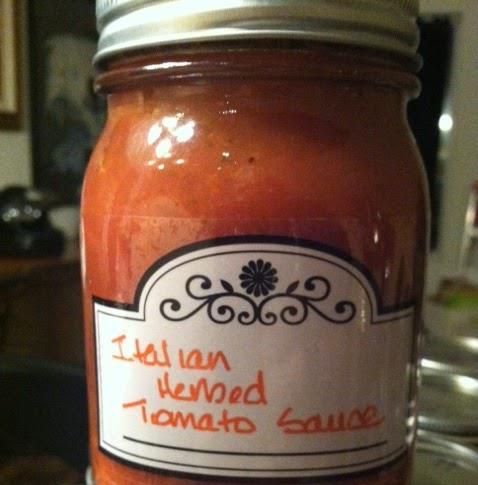 Italian
Herbed
Tomato Sauce